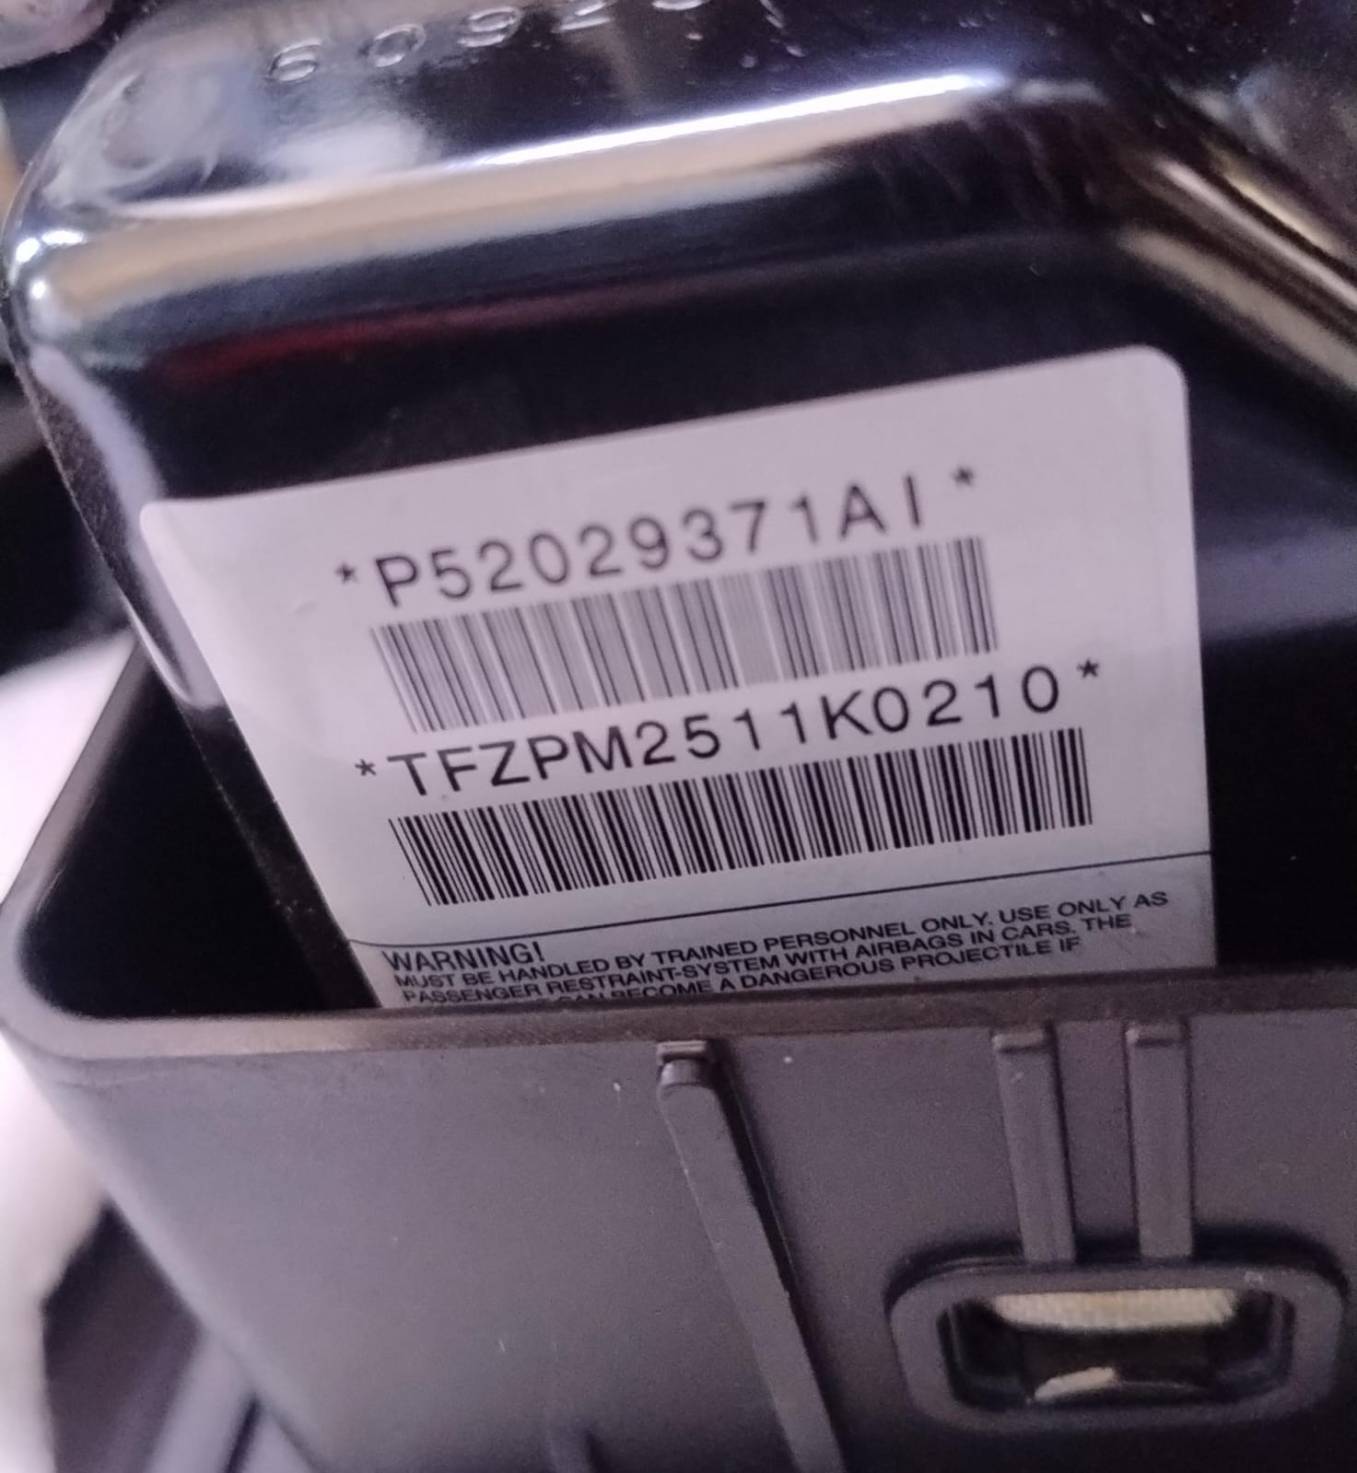 *P52029371AI*
*TFZPM2511K0210*
WARNING!
MUST BE HANDLED BY TRAINED PERSONNEL ONLY. USE ONLY AS
PASSENGER RESTRAINT-SYSTEM WITH AIRBAGS IN CARS. THE
CAN BECOME A DANGEROUS PROJECTILE IF